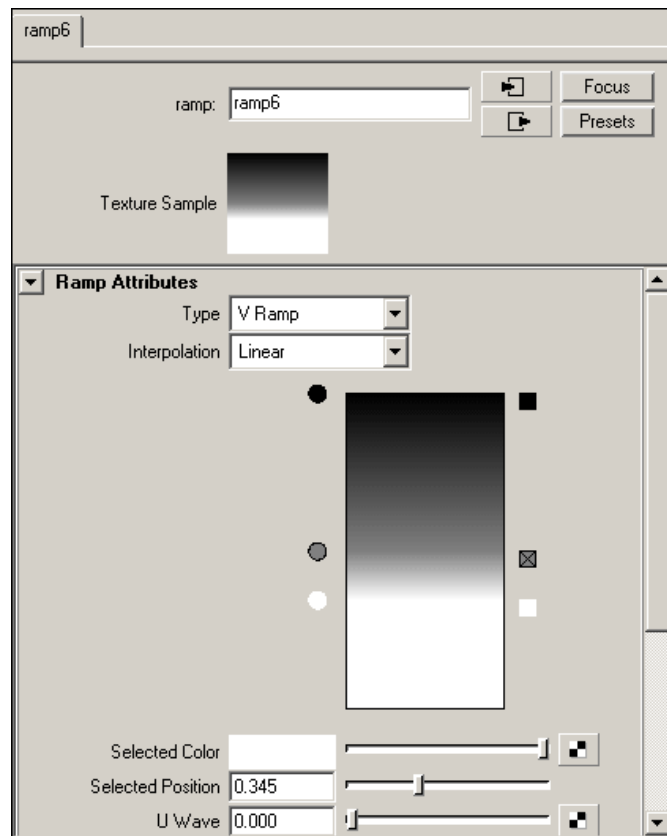 ramp6
ramp: ramp6
Focus
Presets
Texture Sample
Ramp Attributes
Type V Ramp
Interpolation Linear
Selected Color
Selected Position 0.345
U Wave 0.000